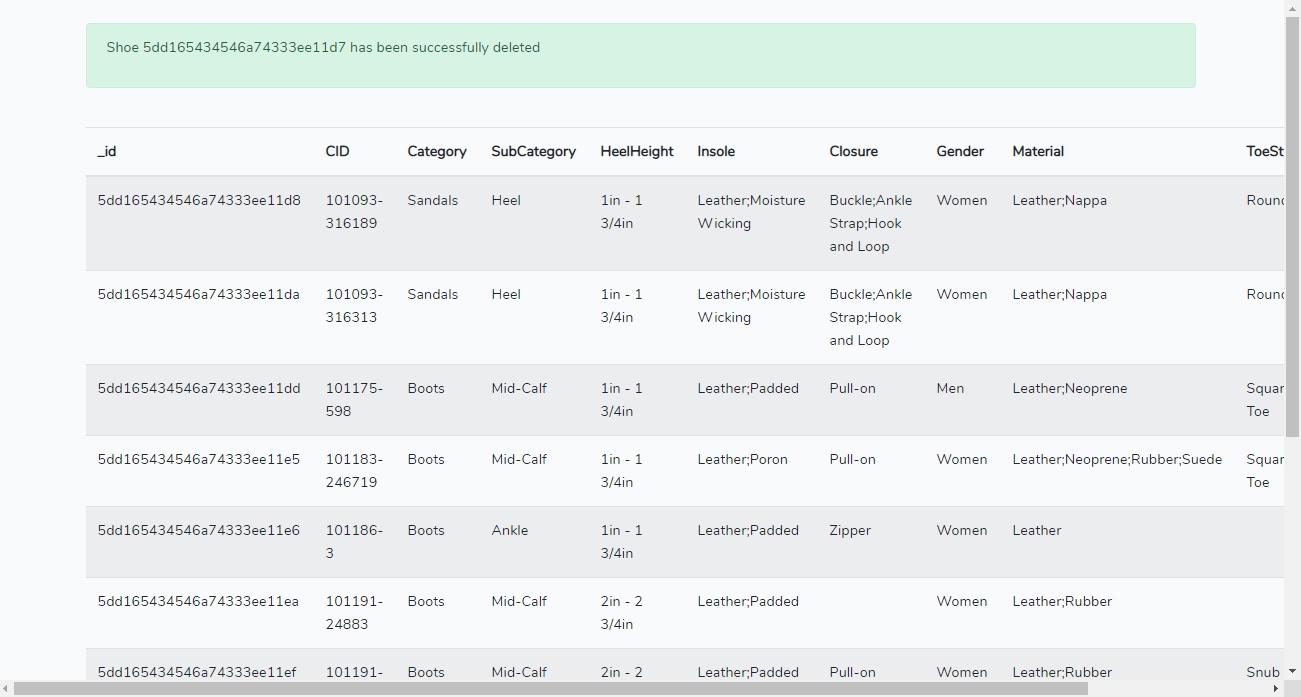 Shoe 5dd165434546a74333ee11d7 has been successfully deleted
_id CID Category SubCategory HeelHeight Insole Closure Gender Material ToeSt
5dd165434546a74333ee11d8 101093- Sandals Heel 1in - 1 Leather;Moisture Buckle;Ankle Women Leather;Nappa Round
316189 3/4in Wicking Strap;Hook
and Loop
5dd165434546a74333ee11da 101093- Sandals Heel 1in - 1 Leather;Moisture Buckle;Ankle Women Leather;Nappa Round
316313 3/4in Wicking Strap;Hook
and Loop
5dd165434546a74333ee11dd 101175- Boots Mid-Calf 1in - 1 Leather;Padded Pull-on Men Leather;Neoprene Squar
598 3/4in Toe
5dd165434546a74333ee11e5 101183- Boots Mid-Calf 1in - 1 Leather;Poron Pull-on Women Leather;Neoprene;Rubber;Suede Squar
246719 3/4in Toe
5dd165434546a74333ee11e6 101186- Boots Ankle 1in - 1 Leather;Padded Zipper Women Leather
3 3/4in
5dd165434546a74333ee11ea 101191- Boots Mid-Calf 2in - 2 Leather;Padded Women Leather;Rubber
24883 3/4in
5dd165434546a74333ee11ef 101191- Boots Mid-Calf 2in - 2 Leather;Padded Pull-on Women Leather;Rubber Snub